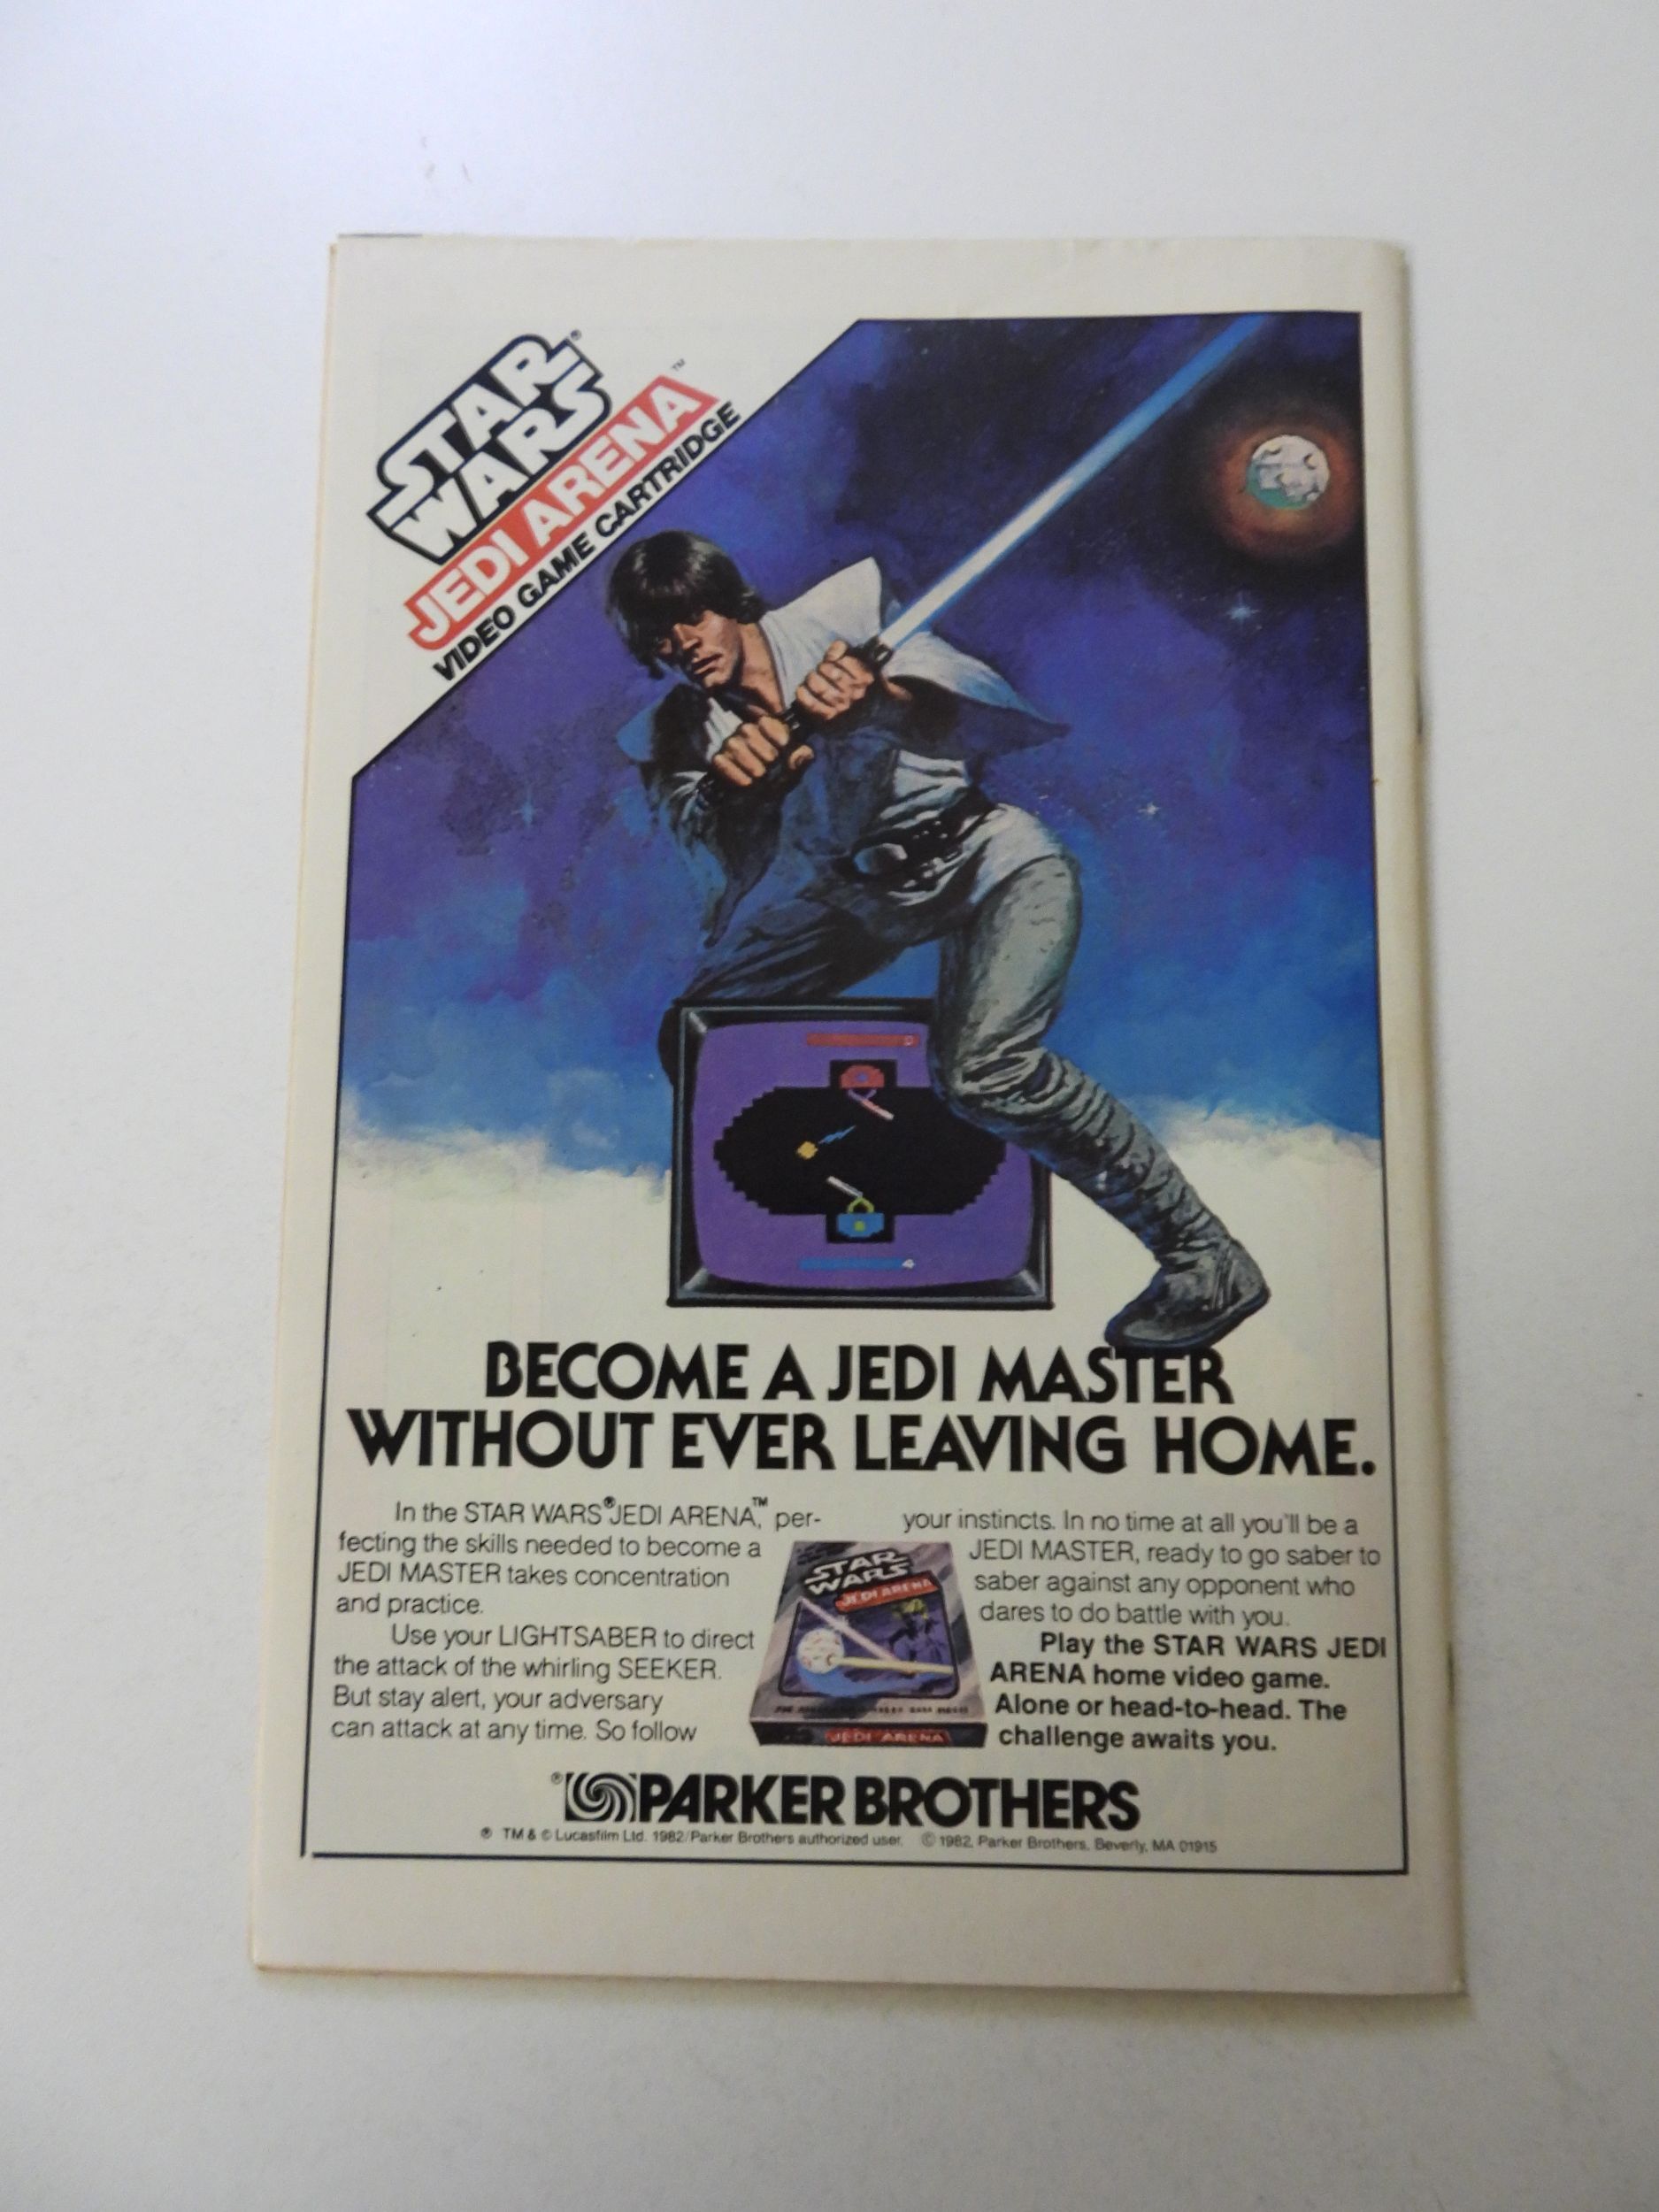 STAR®
WARS
JEDI ARENA™
VIDEO GAME CARTRIDGE
BECOME A JEDI MASTER
WITHOUT EVER LEAVING HOME.
In the STAR WARS® JEDI ARENA,™ per-
fecting the skills needed to become a
JEDI MASTER takes concentration
and practice.
Use your LIGHTSABER to direct
the attack of the whirling SEEKER.
But stay alert, your adversary
can attack at any time. So follow
your instincts. In no time at all you'll be a
JEDI MASTER, ready to go saber to
saber against any opponent who
dares to do battle with you.
Play the STAR WARS JEDI
ARENA home video game.
Alone or head-to-head. The
challenge awaits you.
STAR
WARS
JEDI ARENA
JEDI ARENA
® PARKER BROTHERS
® TM & © Lucasfilm Ltd. 1982/Parker Brothers authorized user. © 1982, Parker Brothers, Beverly, MA 01915